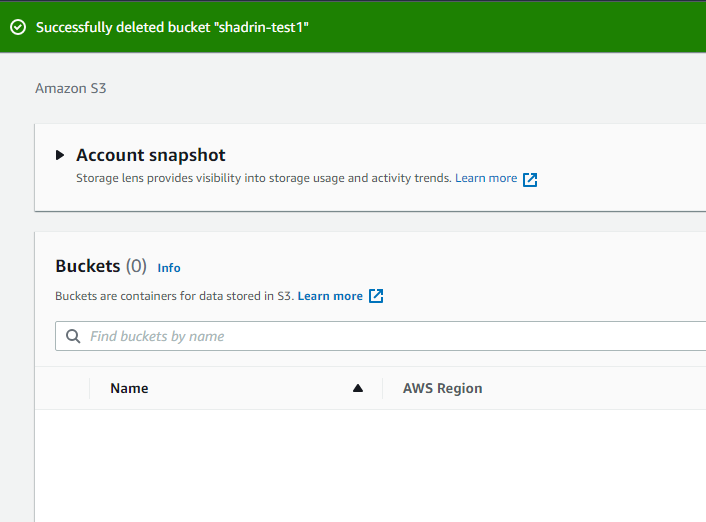 Successfully deleted bucket "shadrin-test1"
Amazon S3
Account snapshot
Storage lens provides visibility into storage usage and activity trends. Learn more
Buckets (0) Info
Buckets are containers for data stored in S3. Learn more
Find buckets by name
Name AWS Region